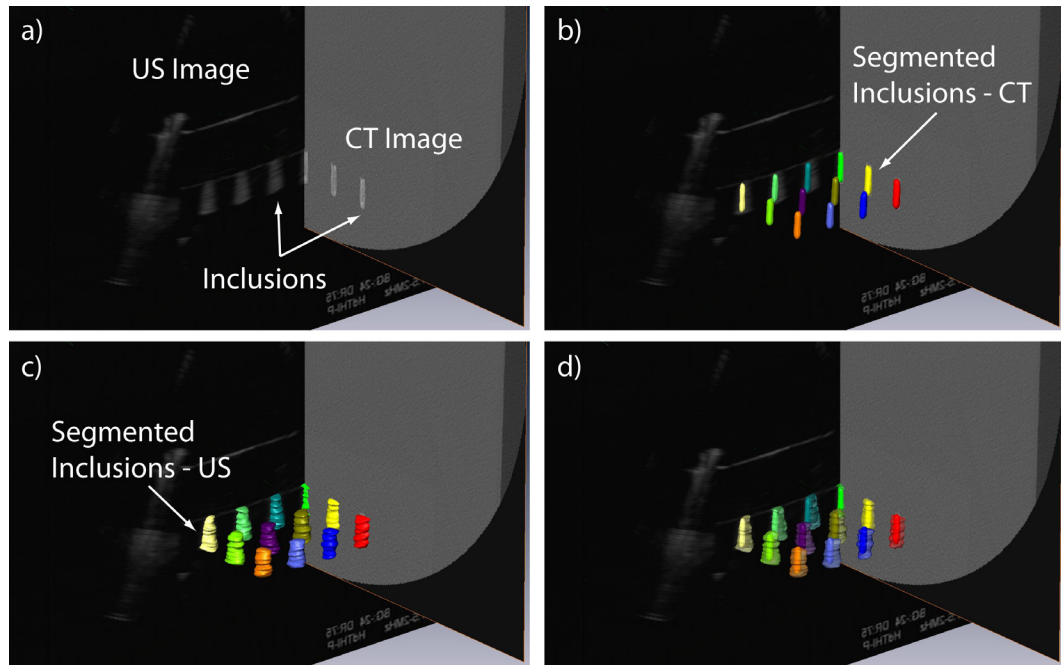 a)
US Image
CT Image
Inclusions
b)
Segmented
Inclusions - CT
c)
Segmented
Inclusions - US
d)